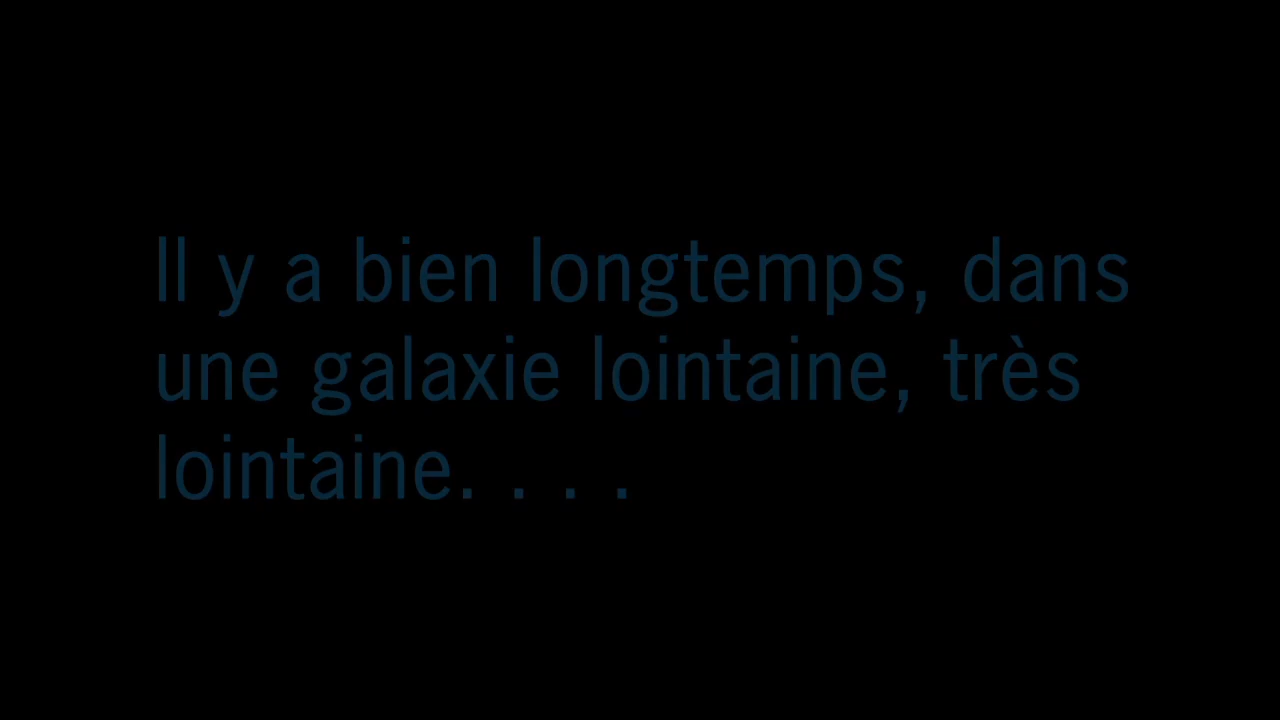 Il y a bien longtemps, dans
une galaxie lointaine, très
lointaine. . . .